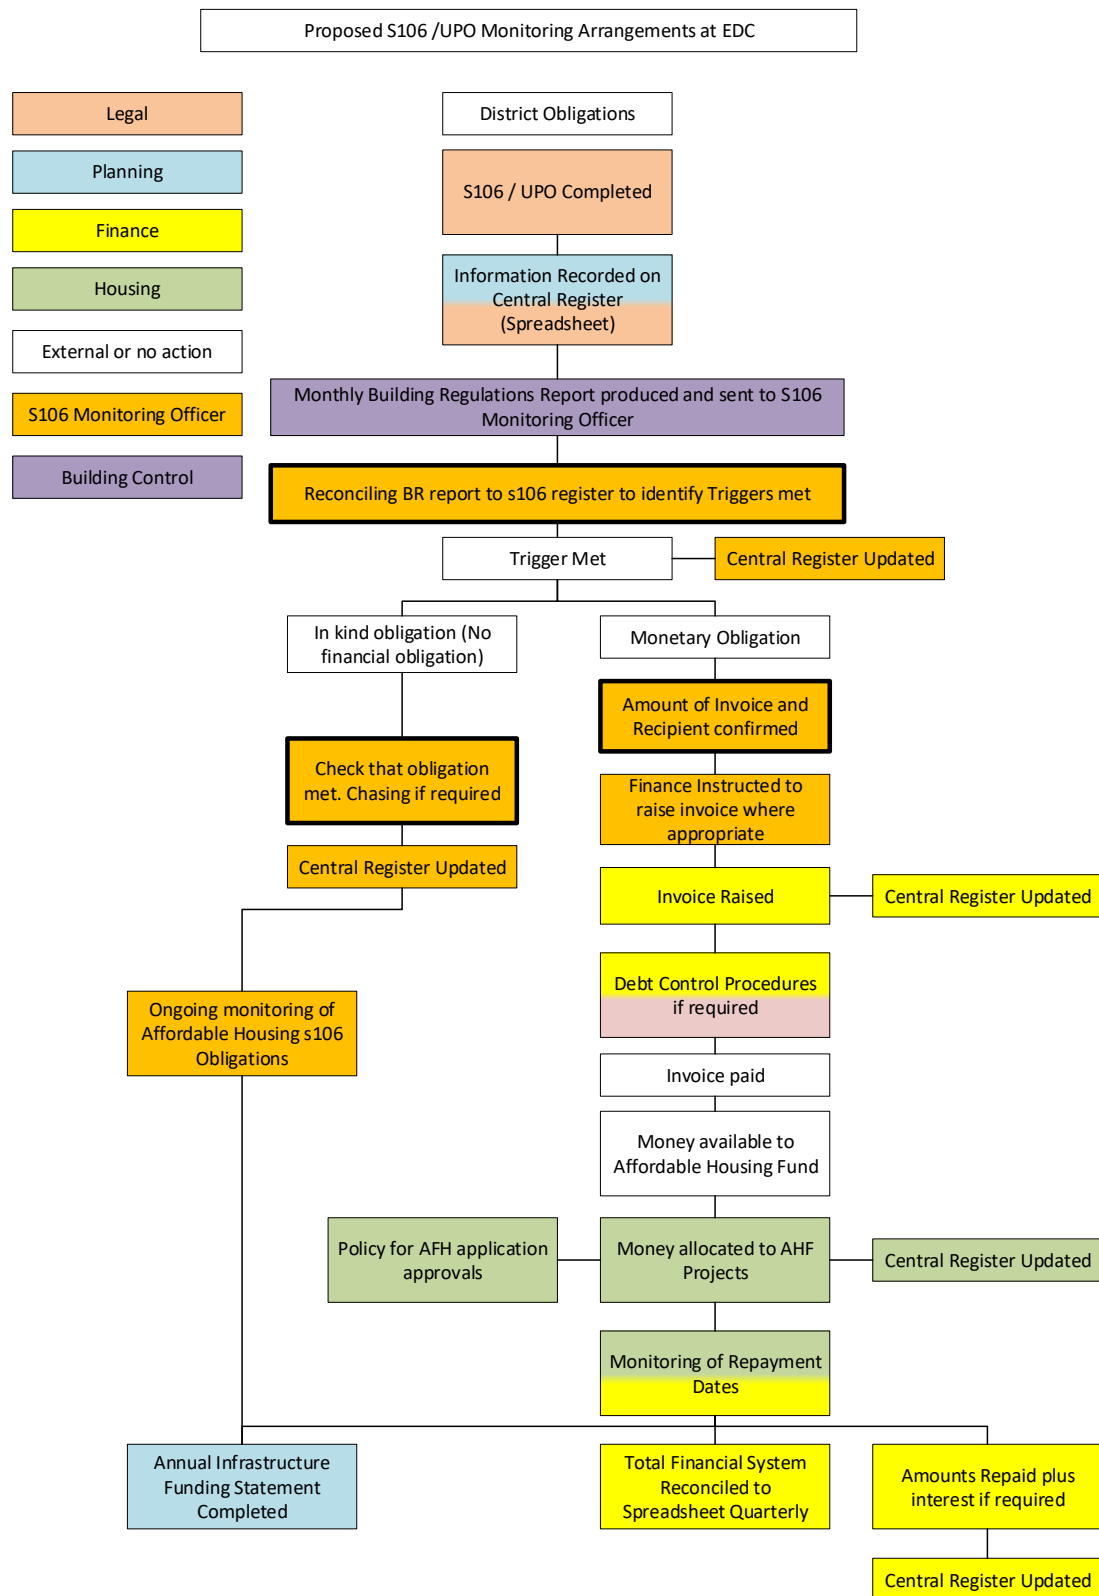 Proposed S106 /UPO Monitoring Arrangements at EDC
Legal
Planning
Finance
Housing
External or no action
S106 Monitoring Officer
Building Control
District Obligations
S106 / UPO Completed
Information Recorded on
Central Register
(Spreadsheet)
Monthly Building Regulations Report produced and sent to S106
Monitoring Officer
Reconciling BR report to s106 register to identify Triggers met
Trigger Met
Central Register Updated
In kind obligation (No
financial obligation)
Monetary Obligation
Check that obligation
met. Chasing if required
Central Register Updated
Amount of Invoice and
Recipient confirmed
Finance Instructed to
raise invoice where
appropriate
Invoice Raised
Central Register Updated
Debt Control Procedures
if required
Ongoing monitoring of
Affordable Housing s106
Obligations
Invoice paid
Money available to
Affordable Housing Fund
Policy for AFH application
approvals
Money allocated to AHF
Projects
Central Register Updated
Monitoring of Repayment
Dates
Annual Infrastructure
Funding Statement
Completed
Total Financial System
Reconciled to
Spreadsheet Quarterly
Amounts Repaid plus
interest if required
Central Register Updated